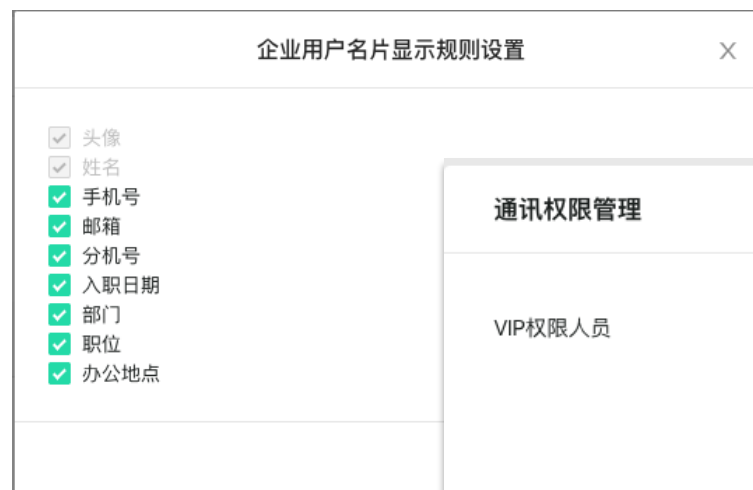 企业用户名片显示规则设置
X
头像
姓名
手机号
邮箱
分机号
入职日期
部门
职位
办公地点
通讯权限管理
VIP权限人员